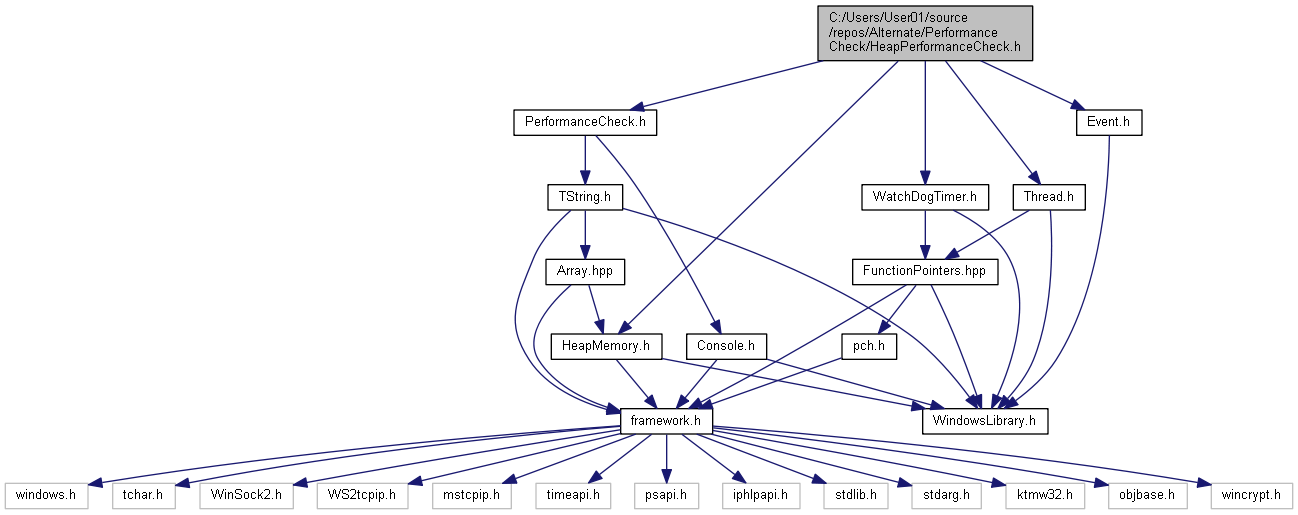 C:/Users/User01/source
/repos/Alternate/Performance
Check/HeapPerformanceCheck.h
PerformanceCheck.h
Event.h
TString.h
WatchDogTimer.h
Thread.h
Array.hpp
FunctionPointers.hpp
HeapMemory.h
Console.h
pch.h
framework.h
WindowsLibrary.h
windows.h
tchar.h
WinSock2.h
WS2tcpip.h
mstcpip.h
timeapi.h
psapi.h
iphlpapi.h
stdlib.h
stdarg.h
ktmw32.h
objbase.h
wincrypt.h